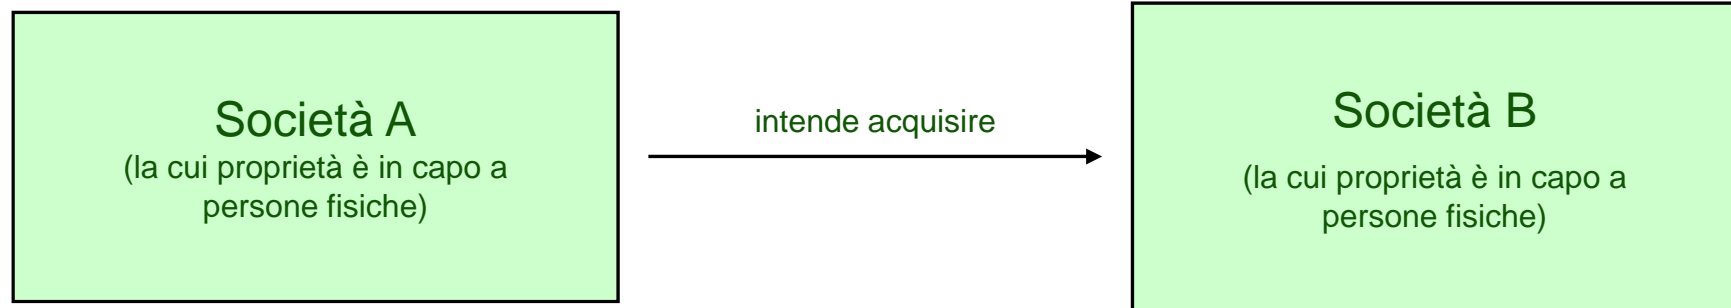 Società A
(la cui proprietà è in capo a
persone fisiche)
intende acquisire
Società B
(la cui proprietà è in capo a
persone fisiche)